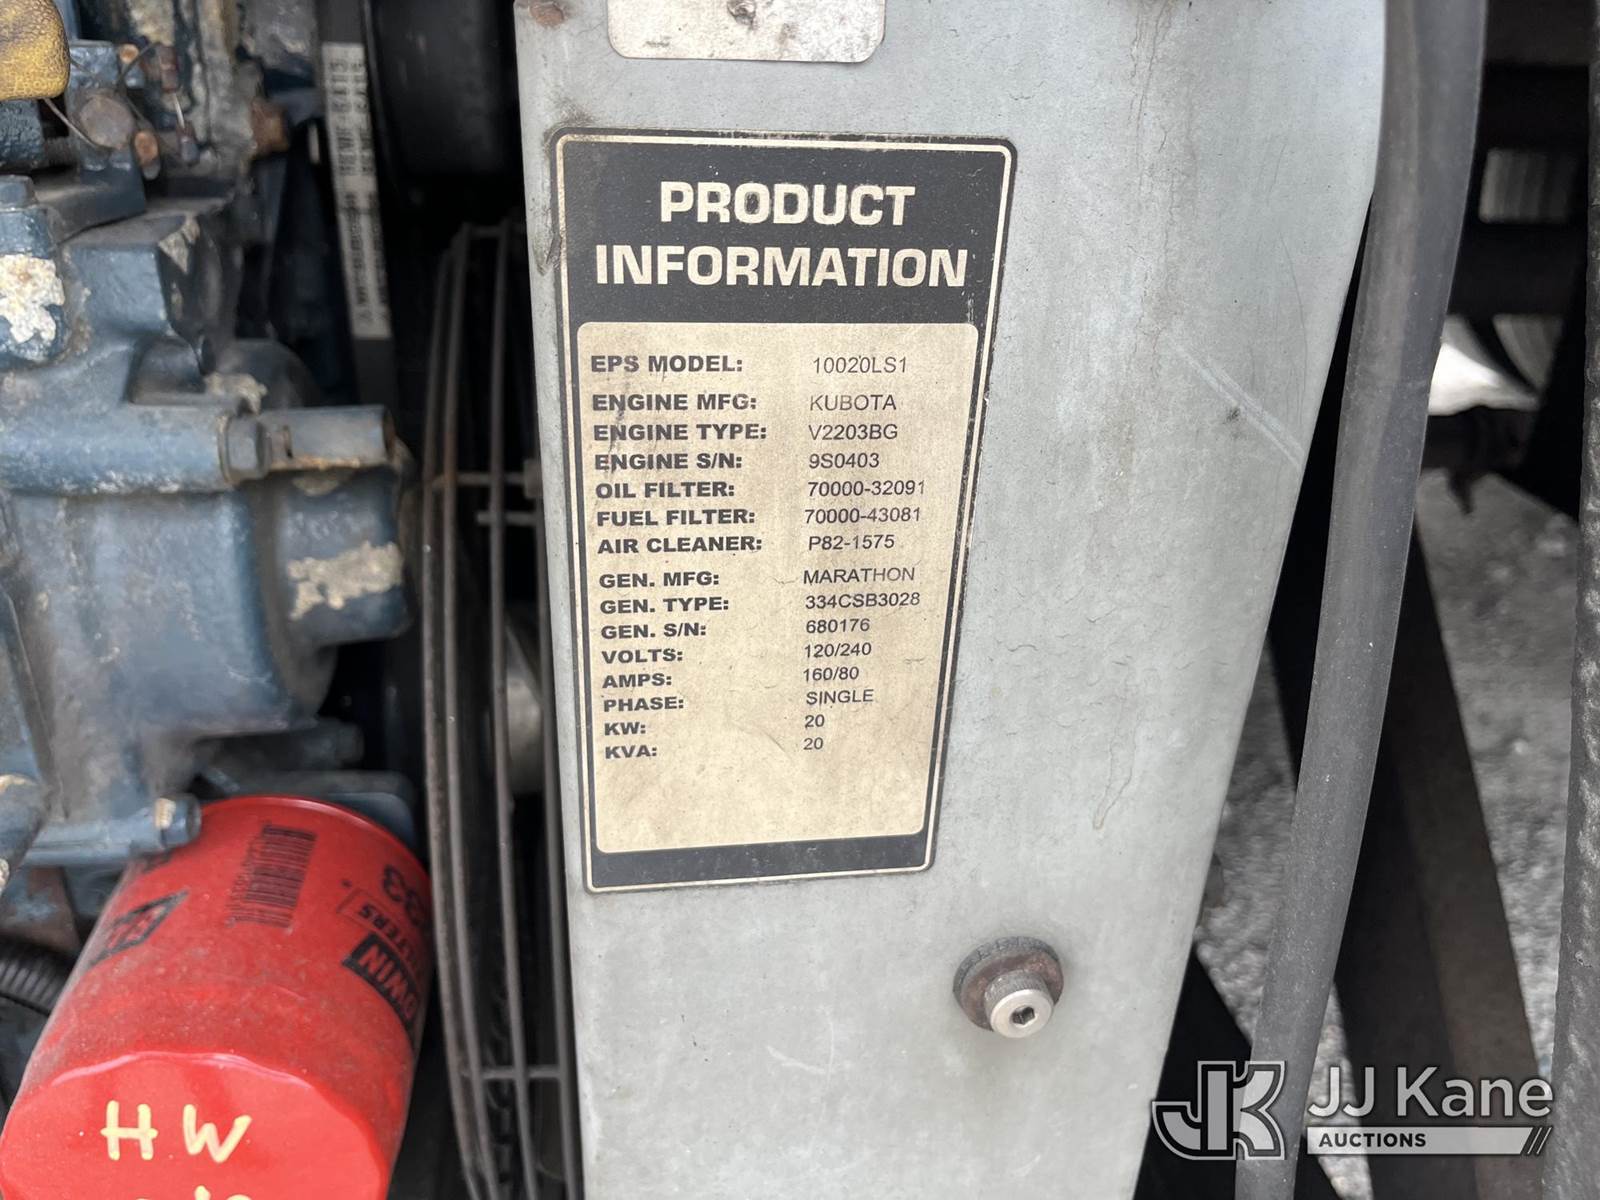 PRODUCT
INFORMATION
EPS MODEL: 10020LS1
ENGINE MFG: KUBOTA
ENGINE TYPE: V2203BG
ENGINE S/N: 9S0403
OIL FILTER: 70000-32091
FUEL FILTER: 70000-43081
AIR CLEANER: P82-1575
GEN. MFG: MARATHON
GEN. TYPE: 334CSB3028
GEN. S/N: 680176
VOLTS: 120/240
AMPS: 160/80
PHASE: SINGLE
KW: 20
KVA: 20
HW
JJ Kane
AUCTIONS